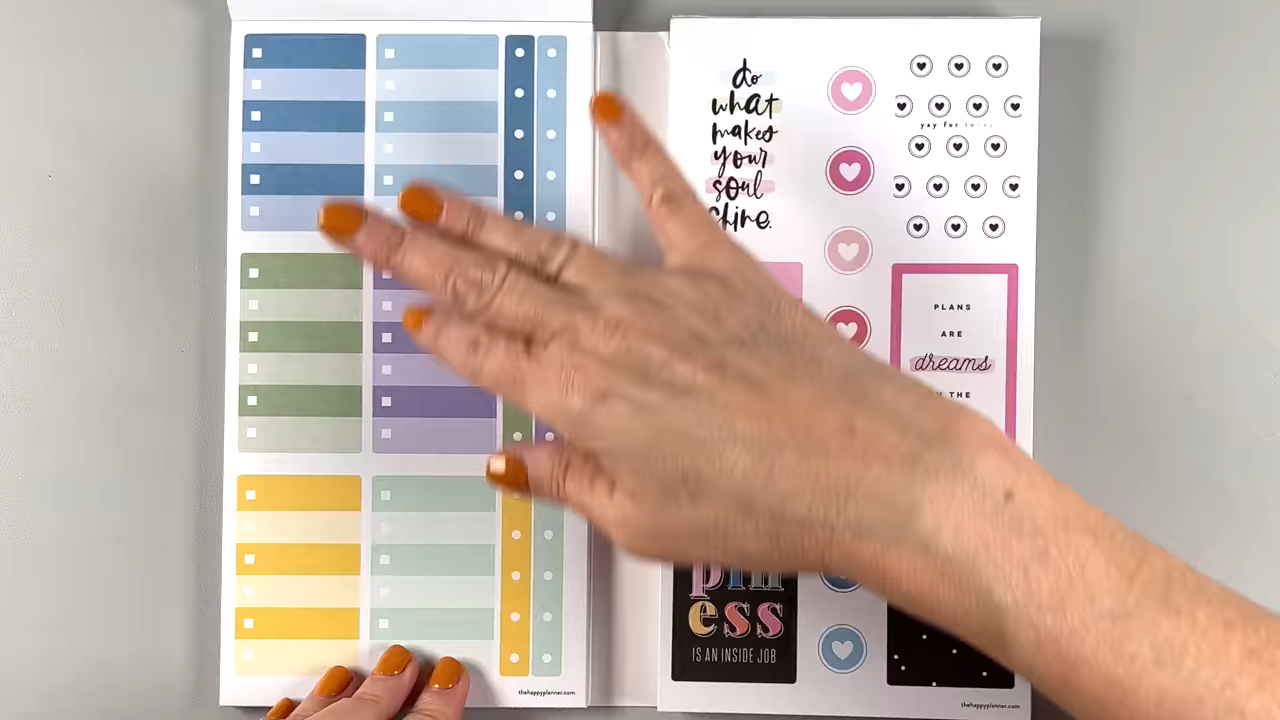 do
what
makes
your
soul
shine.
yay for today
PLANS
ARE
dreams
THE
ess
IS AN INSIDE JOB
thehappyplanner.com
thehappyplanner.com